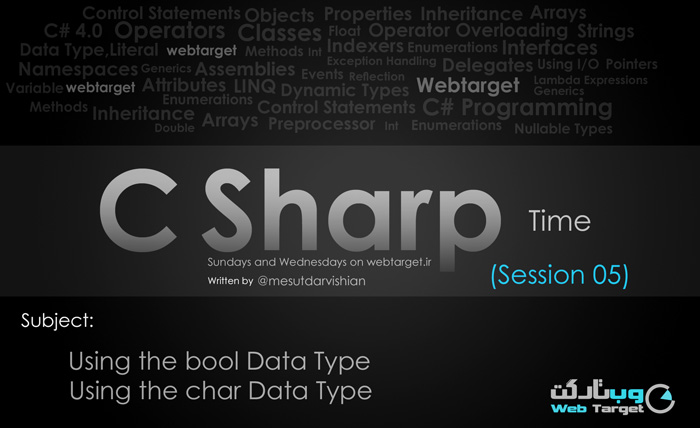 Control Statements Objects Properties Inheritance Arrays
C# 4.0 Operators Classes Float Operator Overloading Strings
Data Type,Literal webtarget Methods Int Indexers Enumerations Interfaces
Namespaces Generics Assemblies Events Exception Handling Reflection Delegates Using I/O Pointers
Variable webtarget Attributes LINQ Dynamic Types Webtarget Lambda Expressions Generics
Methods Inheritance Enumerations Control Statements C# Programming
Double Arrays Preprocessor Int Enumerations Nullable Types
C Sharp Time
Sundays and Wednesdays on webtarget.ir
Written by @mesutdarvishian
(Session 05)
Subject:
Using the bool Data Type
Using the char Data Type
وب تارگت
Web Target